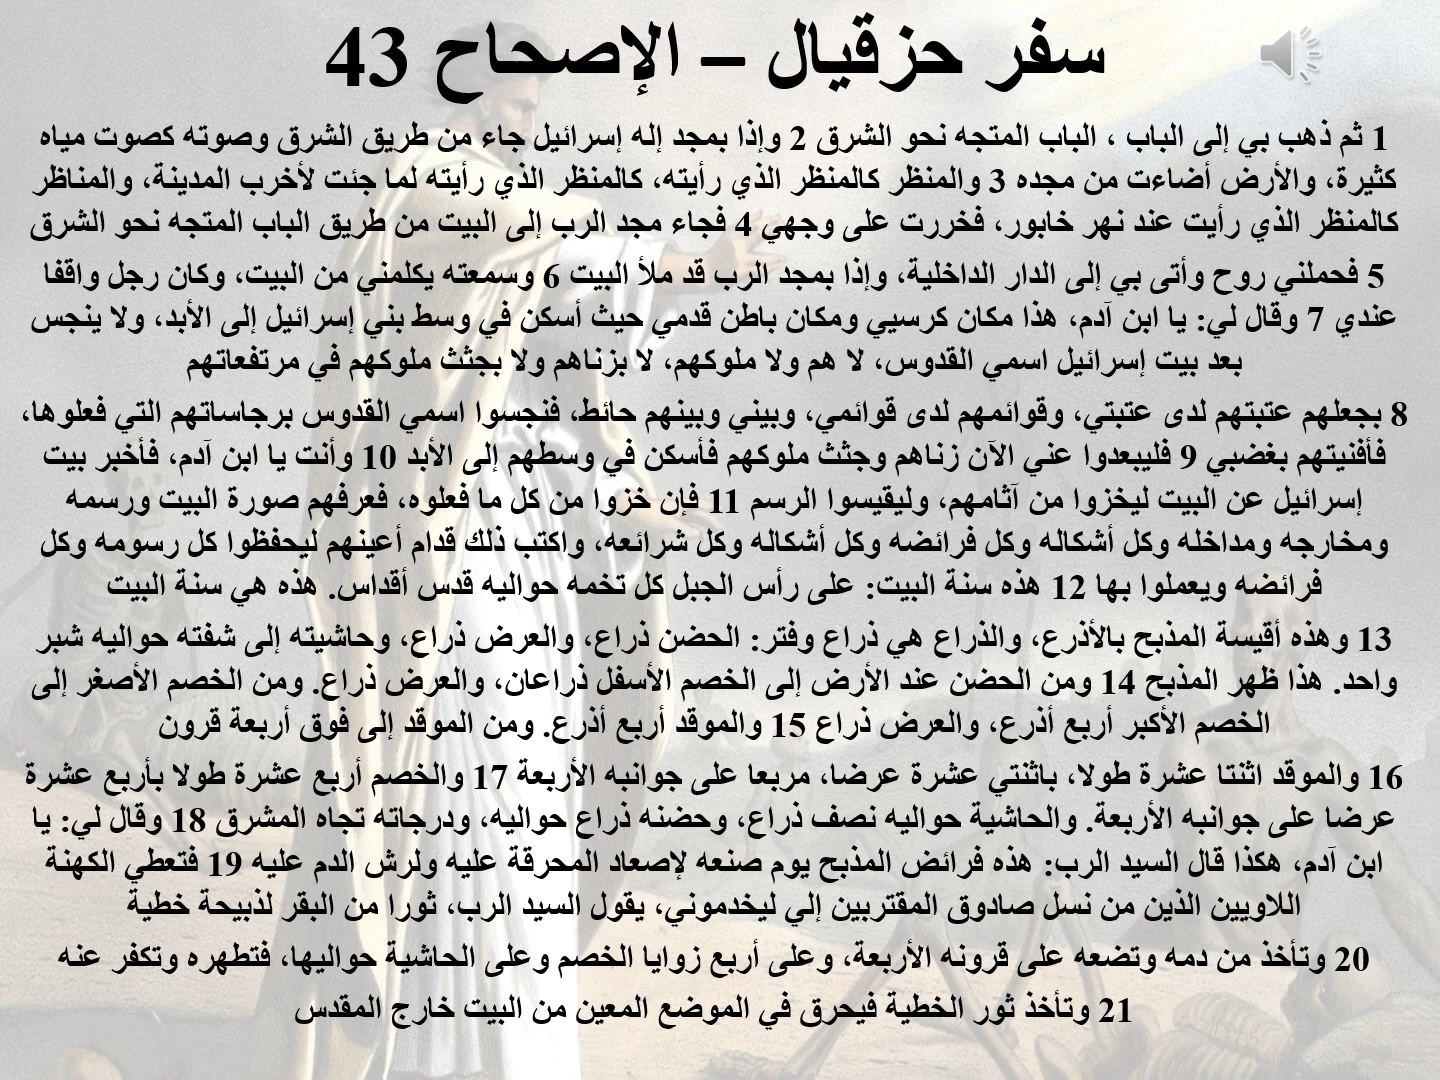 سفر حزقيال – الإصحاح 43
1 ثم ذهب بي إلى الباب ، الباب المتجه نحو الشرق 2 وإذا بمجد إله إسرائيل جاء من طريق الشرق وصوته كصوت مياه
كثيرة، والأرض أضاءت من مجده 3 والمنظر كالمنظر الذي رأيته، كالمنظر الذي رأيته لما جئت لأخرب المدينة، والمناظر
كالمنظر الذي رأيت عند نهر خابور، فخررت على وجهي 4 فجاء مجد الرب إلى البيت من طريق الباب المتجه نحو الشرق
5 فحملني روح وأتى بي إلى الدار الداخلية، وإذا بمجد الرب قد ملأ البيت 6 وسمعته يكلمني من البيت، وكان رجل واقفا
عندي 7 وقال لي: يا ابن آدم، هذا مكان كرسيي ومكان باطن قدمي حيث أسكن في وسط بني إسرائيل إلى الأبد، ولا ينجس
بعد بيت إسرائيل اسمي القدوس، لا هم ولا ملوكهم، لا بزناهم ولا بجثث ملوكهم في مرتفعاتهم
8 بجعلهم عتبتهم لدى عتبتي، وقوائمهم لدى قوائمي، وبيني وبينهم حائط، فنجسوا اسمي القدوس برجاساتهم التي فعلوها،
فأفنيتهم بغضبي 9 فليبعدوا عني الآن زناهم وجثث ملوكهم فأسكن في وسطهم إلى الأبد 10 وأنت يا ابن آدم، فأخبر بيت
إسرائيل عن البيت ليخزوا من آثامهم، وليقيسوا الرسم 11 فإن خزوا من كل ما فعلوه، فعرفهم صورة البيت ورسمه
ومخارجه ومداخله وكل أشكاله وكل فرائضه وكل أشكاله وكل شرائعه، واكتب ذلك قدام أعينهم ليحفظوا كل رسومه وكل
فرائضه ويعملوا بها 12 هذه سنة البيت: على رأس الجبل كل تخمه حواليه قدس أقداس. هذه هي سنة البيت
13 وهذه أقيسة المذبح بالأذرع، والذراع هي ذراع وفتر: الحضن ذراع، والعرض ذراع، وحاشيته إلى شفته حواليه شبر
واحد. هذا ظهر المذبح 14 ومن الحضن عند الأرض إلى الخصم الأسفل ذراعان، والعرض ذراع. ومن الخصم الأصغر إلى
الخصم الأكبر أربع أذرع، والعرض ذراع 15 والموقد أربع أذرع. ومن الموقد إلى فوق أربعة قرون
16 والموقد اثنتا عشرة طولا، باثنتي عشرة عرضا، مربعا على جوانبه الأربعة 17 والخصم أربع عشرة طولا بأربع عشرة
عرضا على جوانبه الأربعة. والحاشية حواليه نصف ذراع، وحضنه ذراع حواليه، ودرجاته تجاه المشرق 18 وقال لي: يا
ابن آدم، هكذا قال السيد الرب: هذه فرائض المذبح يوم صنعه لإصعاد المحرقة عليه ولرش الدم عليه 19 فتعطي الكهنة
اللاويين الذين من نسل صادوق المقتربين إلي ليخدموني، يقول السيد الرب، ثورا من البقر لذبيحة خطية
20 وتأخذ من دمه وتضعه على قرونه الأربعة، وعلى أربع زوايا الخصم وعلى الحاشية حواليها، فتطهره وتكفر عنه
21 وتأخذ ثور الخطية فيحرق في الموضع المعين من البيت خارج المقدس